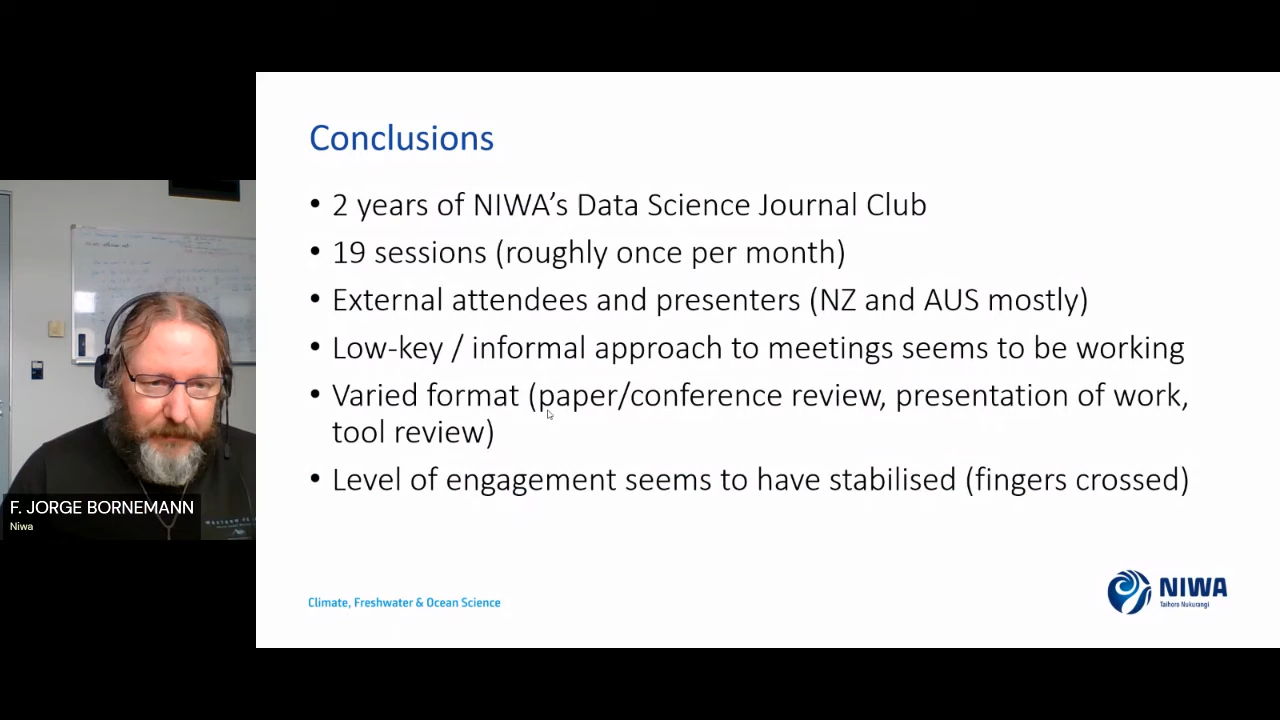 Conclusions
• 2 years of NIWA’s Data Science Journal Club
• 19 sessions (roughly once per month)
• External attendees and presenters (NZ and AUS mostly)
• Low-key / informal approach to meetings seems to be working
• Varied format (paper/conference review, presentation of work,
tool review)
• Level of engagement seems to have stabilised (fingers crossed)
F. JORGE BORNEMANN
Niwa
Climate, Freshwater & Ocean Science
NIWA
Taihoro Nukurangi